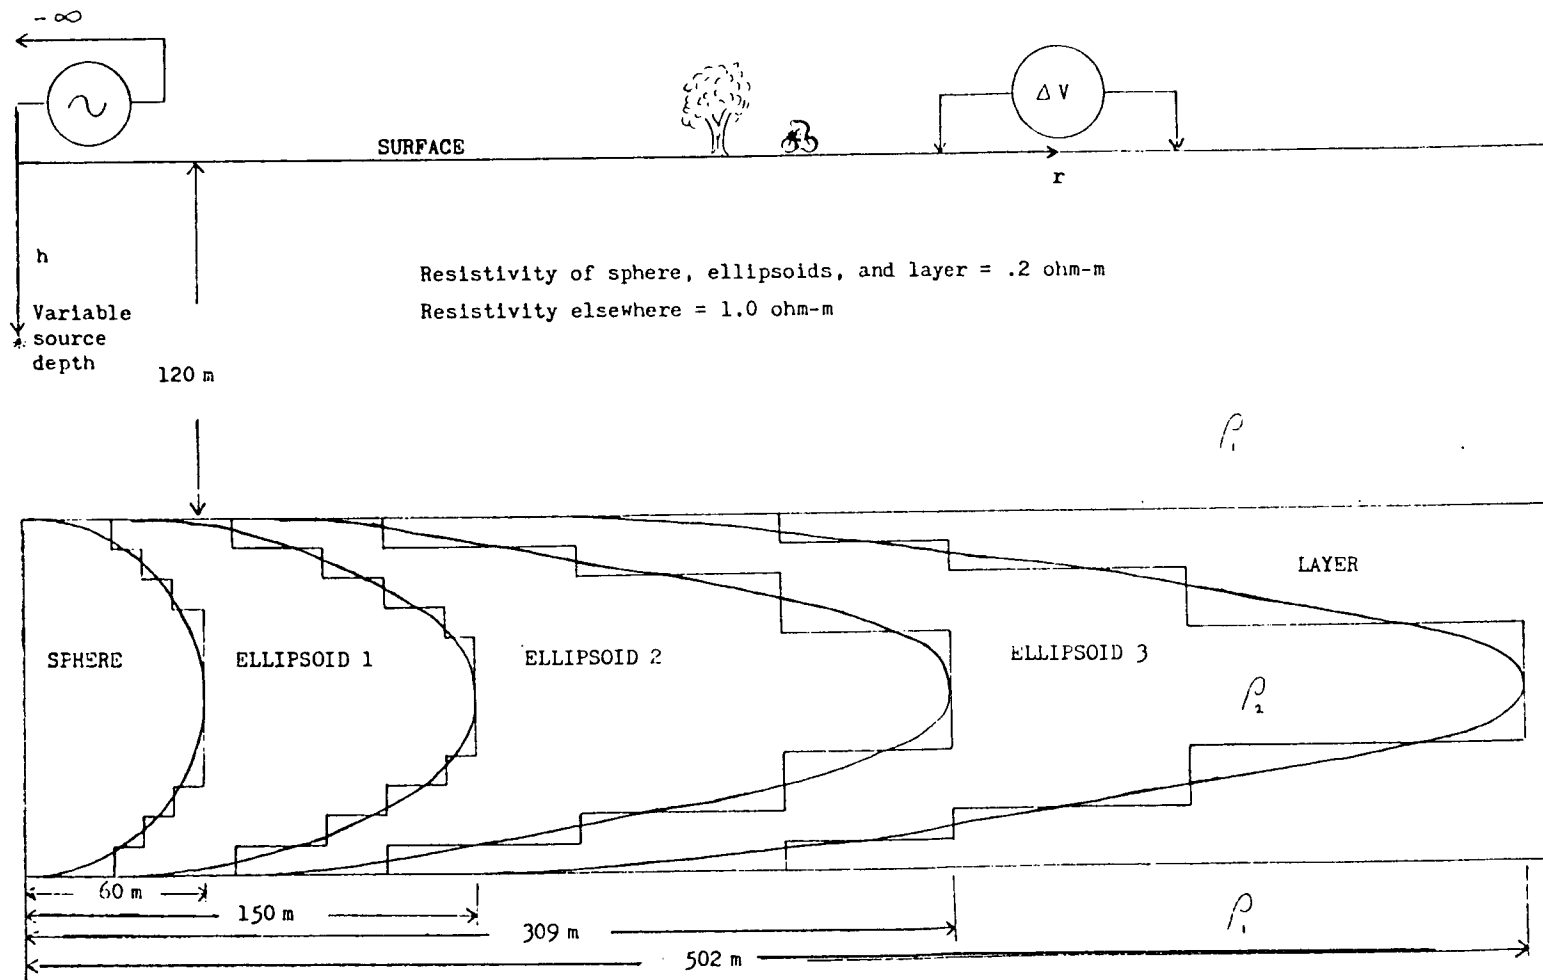 - ∞
∿
ΔV
SURFACE
r
h
Resistivity of sphere, ellipsoids, and layer = .2 ohm-m
Resistivity elsewhere = 1.0 ohm-m
Variable
source
depth
120 m
ρ₁
LAYER
SPHERE
ELLIPSOID 1
ELLIPSOID 2
ELLIPSOID 3
ρ₂
60 m
150 m
ρ₁
309 m
502 m